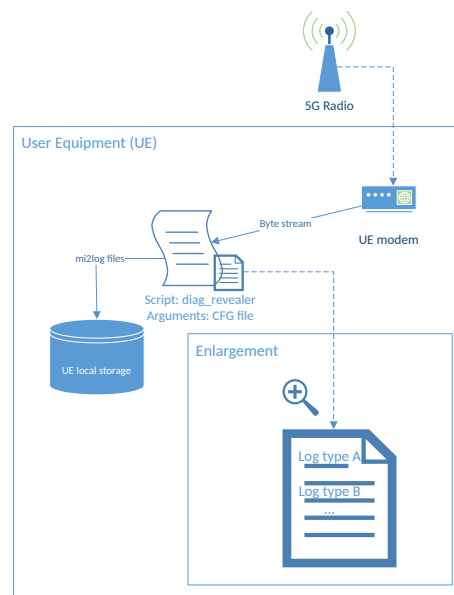 5G Radio
User Equipment (UE)
Byte stream
UE modem
mi2log files
Script: diag_revealer
Arguments: CFG file
Enlargement
UE local storage
Log type A
Log type B
...